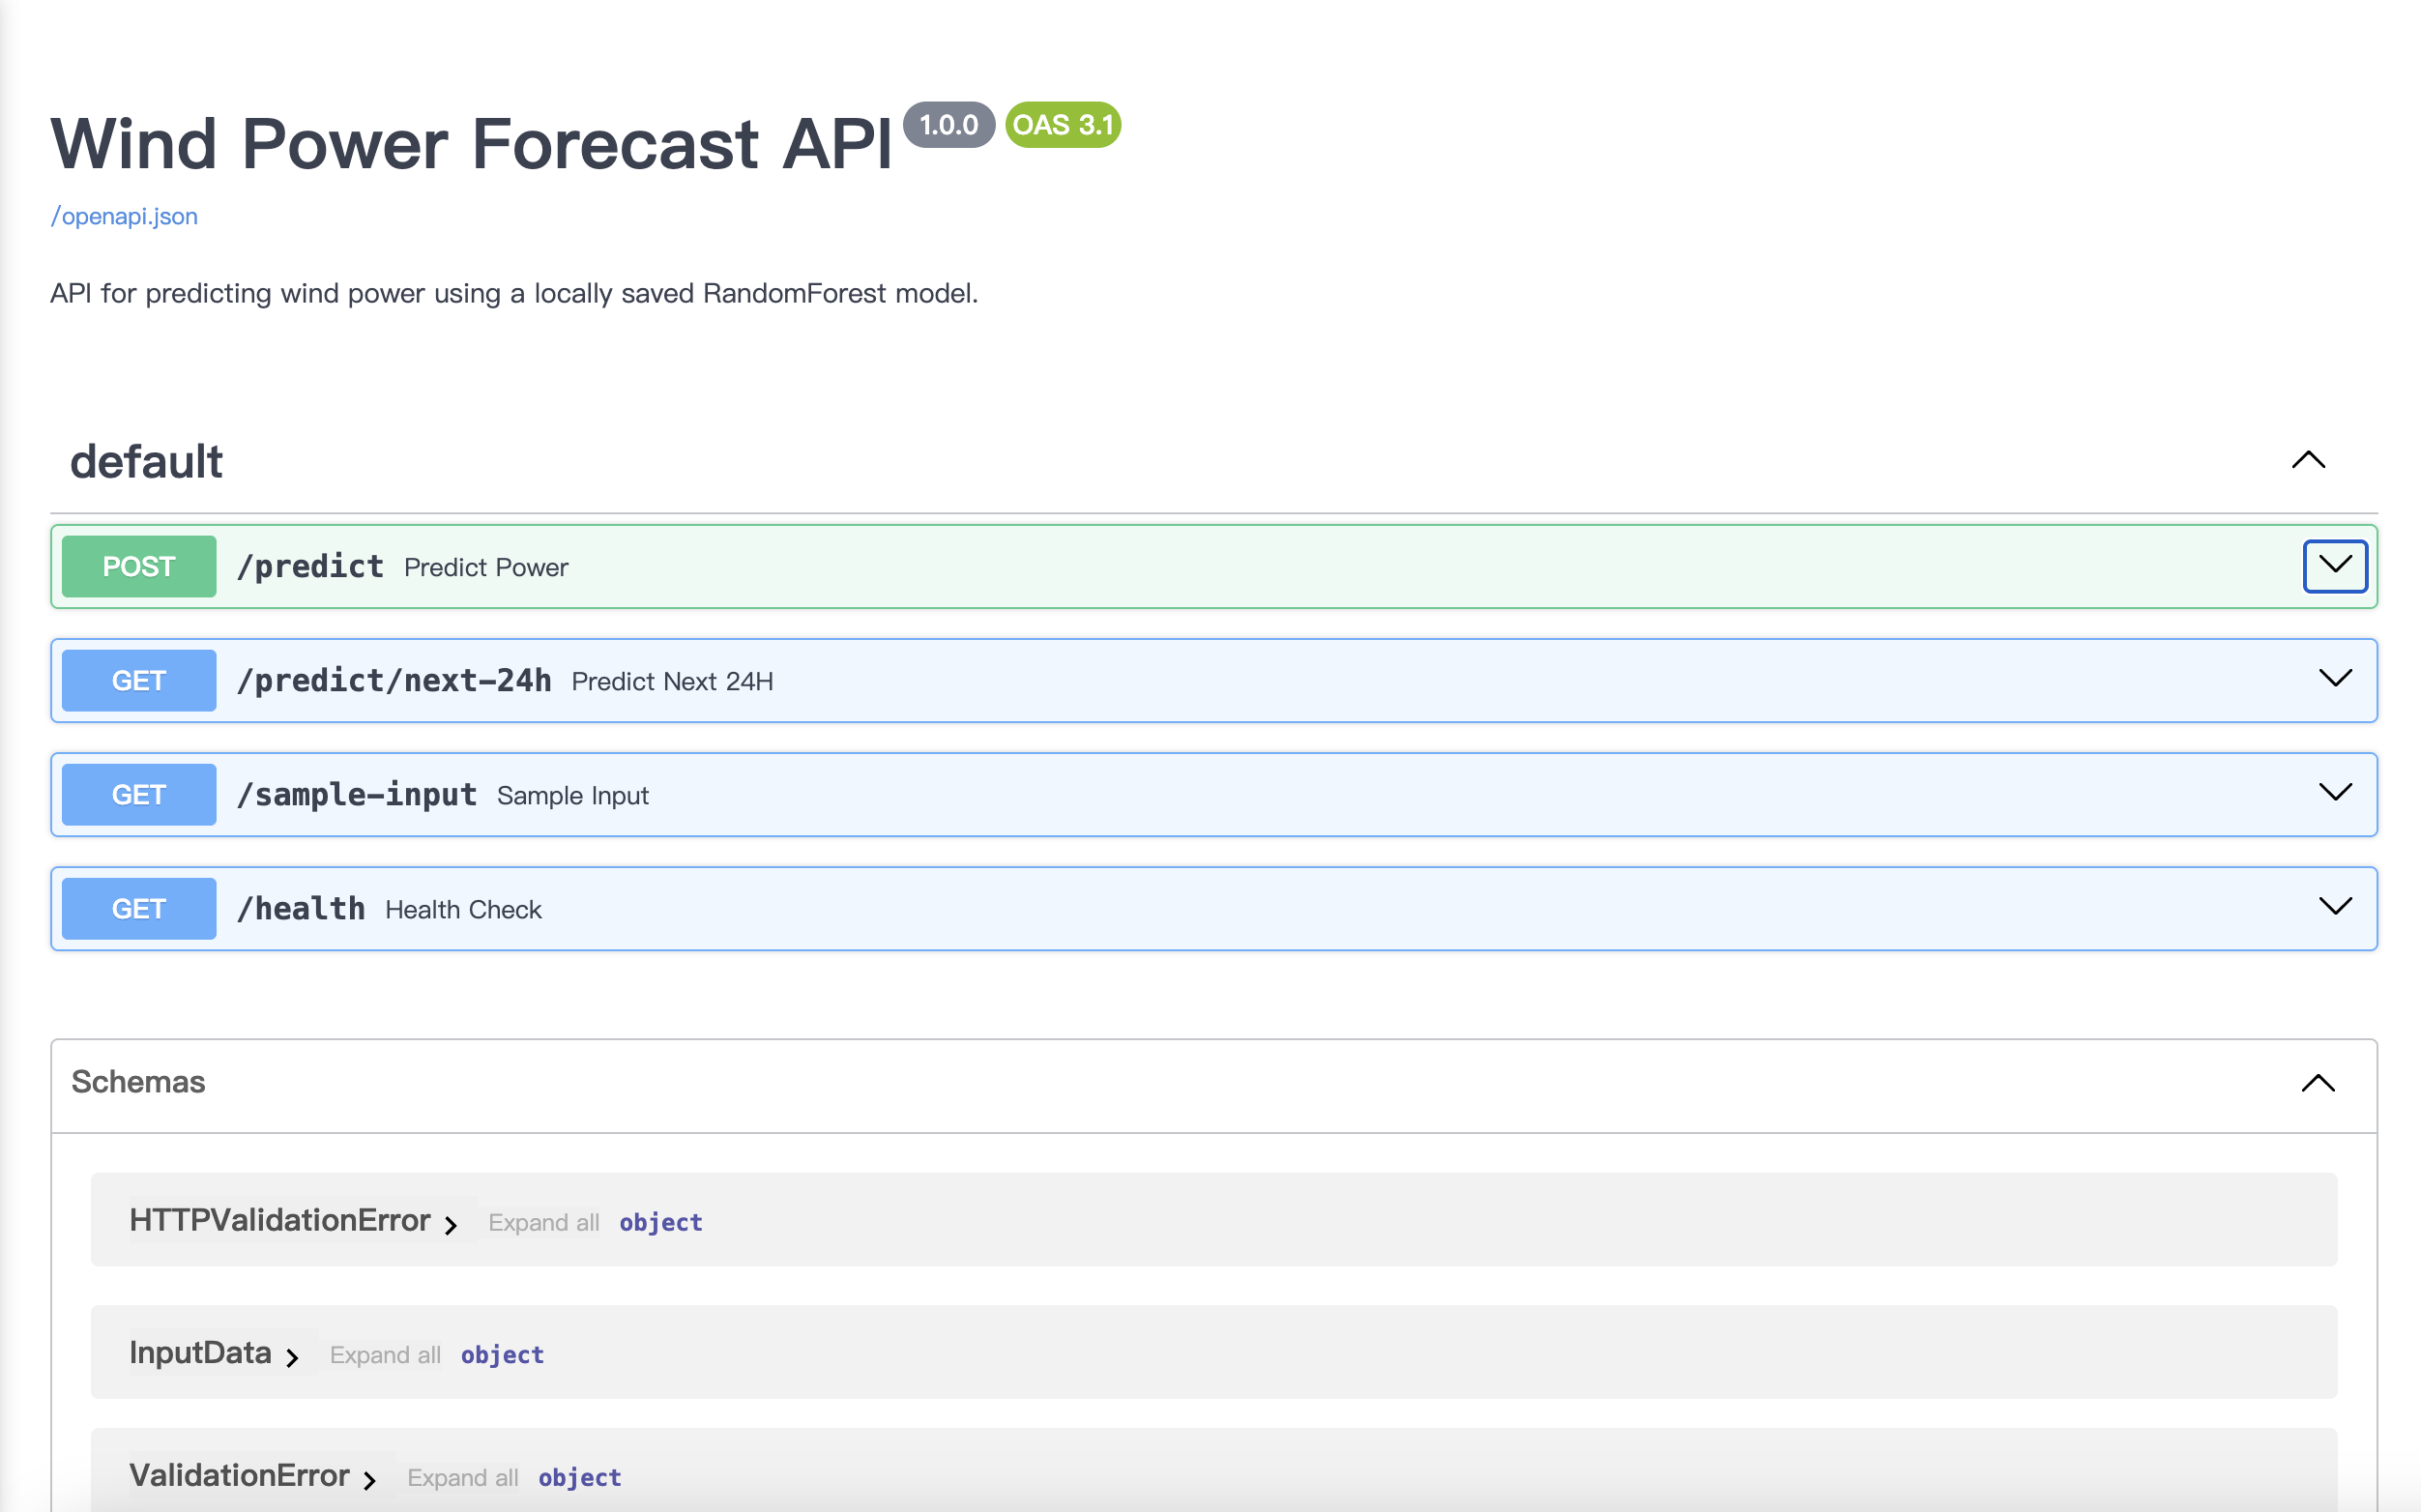 Wind Power Forecast API 1.0.0 OAS 3.1
/openapi.json
API for predicting wind power using a locally saved RandomForest model.
default
POST /predict Predict Power
GET /predict/next-24h Predict Next 24H
GET /sample-input Sample Input
GET /health Health Check
Schemas
HTTPValidationError Expand all object
InputData Expand all object
ValidationError Expand all object